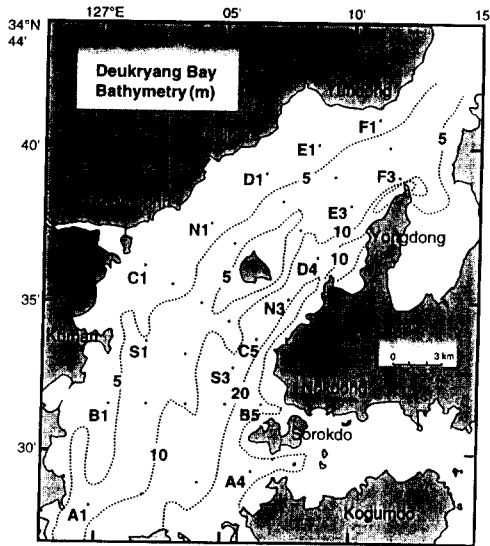 34°N
44'
127°E
05'
10'
15
Deukryang Bay
Bathymetry (m)
F1
E1
40'
5
D1
5
F3
E3
N1
10
Yongdong
10
D4
5
C1
N3
35'
S1
C5
0 3 km
S3
5
20
B1
B5
Sorokdo
30'
10
A4
A1
Kogumdo